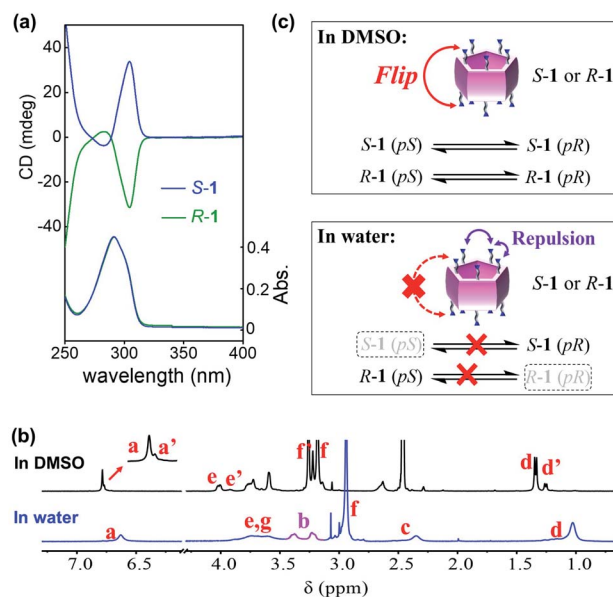 (a)
60
40
20
0
-20
-40
CD (mdeg)
S-1
R-1
0.4
0.2
0
Abs.
250 300 350 400
wavelength (nm)
(c)
In DMSO:
Flip
S-1 or R-1
S-1 (pS) S-1 (pR)
R-1 (pS) R-1 (pR)
In water:
Repulsion
S-1 or R-1
S-1 (pS) S-1 (pR)
R-1 (pS) R-1 (pR)
(b)
In DMSO
a a'
e e' f' f d d'
In water
a e,g b f c d
7.0 6.5 4.0 3.5 3.0 2.5 2.0 1.5 1.0
δ (ppm)